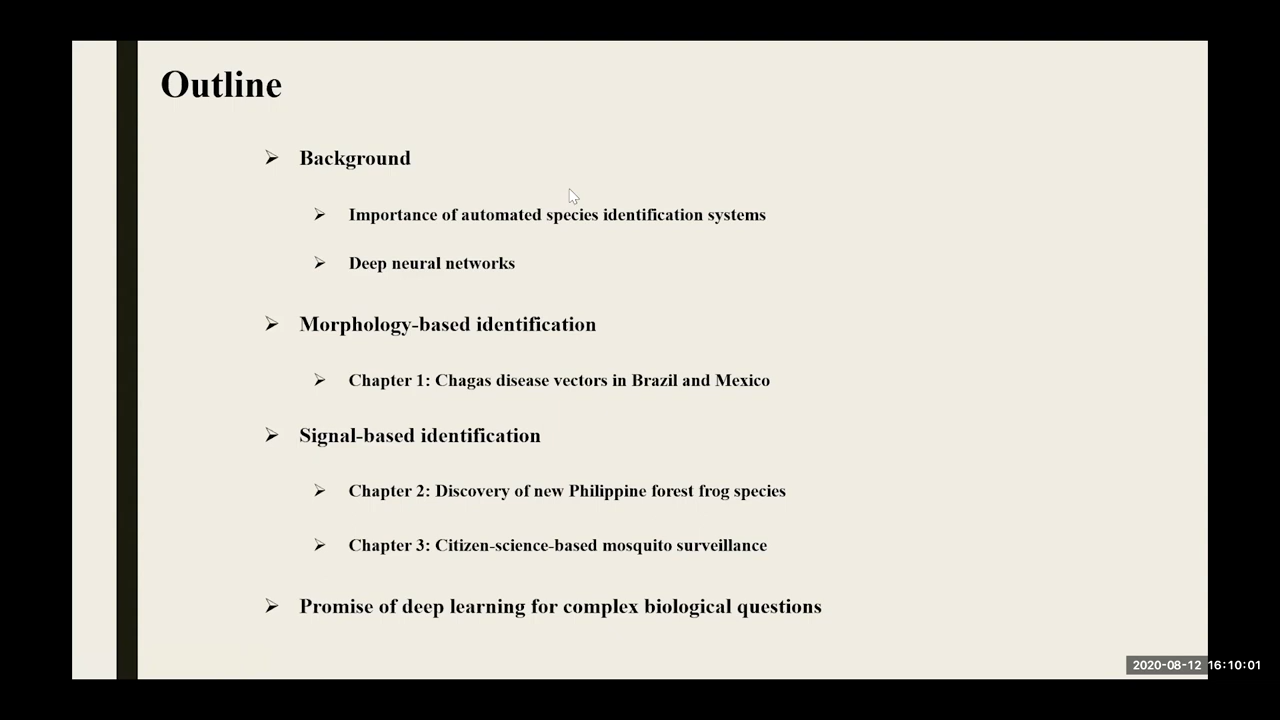 Outline
Background
Importance of automated species identification systems
Deep neural networks
Morphology-based identification
Chapter 1: Chagas disease vectors in Brazil and Mexico
Signal-based identification
Chapter 2: Discovery of new Philippine forest frog species
Chapter 3: Citizen-science-based mosquito surveillance
Promise of deep learning for complex biological questions
2020-08-12 16:10:01